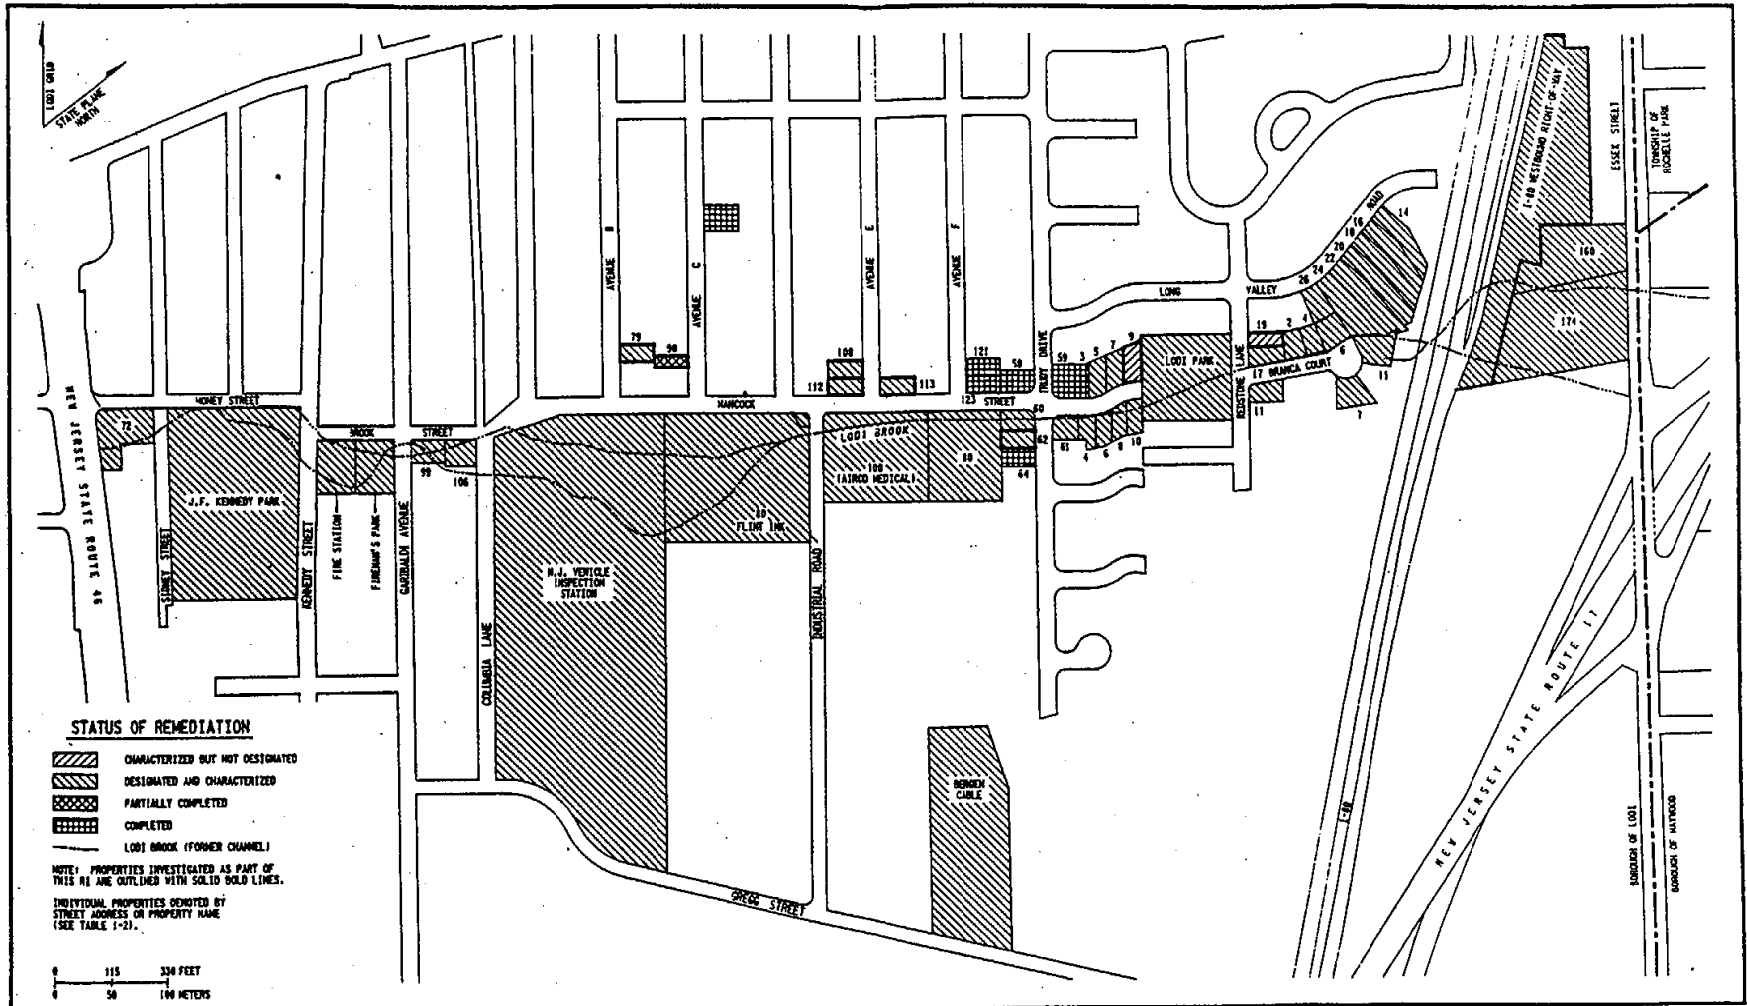 LODI GRID
STATE PLANE
NORTH
AVENUE B
AVENUE C
AVENUE E
AVENUE F
TRUDY DRIVE
LONG VALLEY ROAD
REDSTONE LANE
I-80 WESTBOUND RIGHT-OF-WAY
ESSEX STREET
TOWNSHIP OF
ROCHELLE PARK
14
16
18
20
22
24
26
160
174
79
90
108
112
113
121
123
58
59
3
5
7
9
LODI PARK
19
2
4
6
17 BRANCA COURT
15
11
7
MONEY STREET
HANCOCK STREET
BROOK STREET
72
NEW JERSEY STATE ROUTE 46
J.F. KENNEDY PARK
SIDNEY STREET
KENNEDY STREET
FIRE STATION
FIREMAN'S PARK
GARIBALDI AVENUE
99
106
COLUMBIA LANE
N.J. VEHICLE
INSPECTION
STATION
FLINT INK
INDUSTRIAL ROAD
LODI BROOK
100
(AIRCO MEDICAL)
60
62
64
61
4
6
8
10
GREGG STREET
CABLE
I-80
NEW JERSEY STATE ROUTE 17
BOROUGH OF LODI
BOROUGH OF MAYWOOD
STATUS OF REMEDIATION
CHARACTERIZED BUT NOT DESIGNATED
DESIGNATED AND CHARACTERIZED
PARTIALLY COMPLETED
COMPLETED
LODI BROOK (FORMER CHANNEL)
NOTE: PROPERTIES INVESTIGATED AS PART OF
THIS RI ARE OUTLINED WITH SOLID BOLD LINES.
INDIVIDUAL PROPERTIES DENOTED BY
STREET ADDRESS OR PROPERTY NAME
(SEE TABLE 1-2).
0 115 330 FEET
0 50 100 METERS